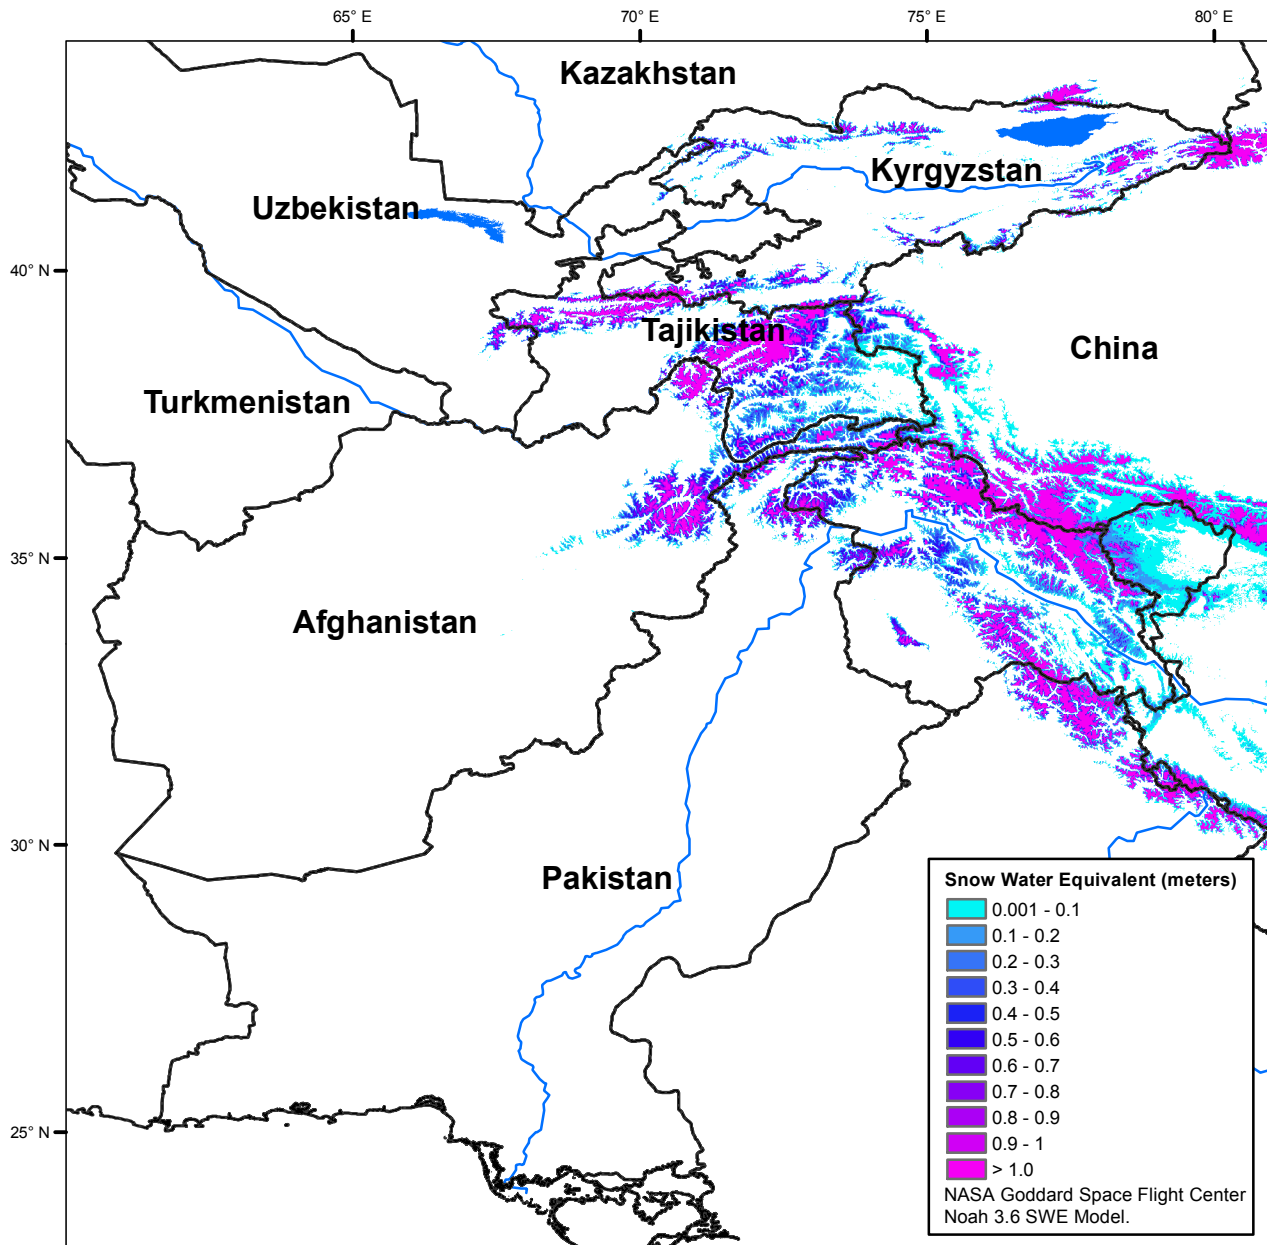 65° E
70° E
75° E
80° E
Kazakhstan
Kyrgyzstan
Uzbekistan
40° N
Tajikistan
China
Turkmenistan
35° N
Afghanistan
30° N
Pakistan
25° N
Snow Water Equivalent (meters)
0.001 - 0.1
0.1 - 0.2
0.2 - 0.3
0.3 - 0.4
0.4 - 0.5
0.5 - 0.6
0.6 - 0.7
0.7 - 0.8
0.8 - 0.9
0.9 - 1
> 1.0
NASA Goddard Space Flight Center
Noah 3.6 SWE Model.